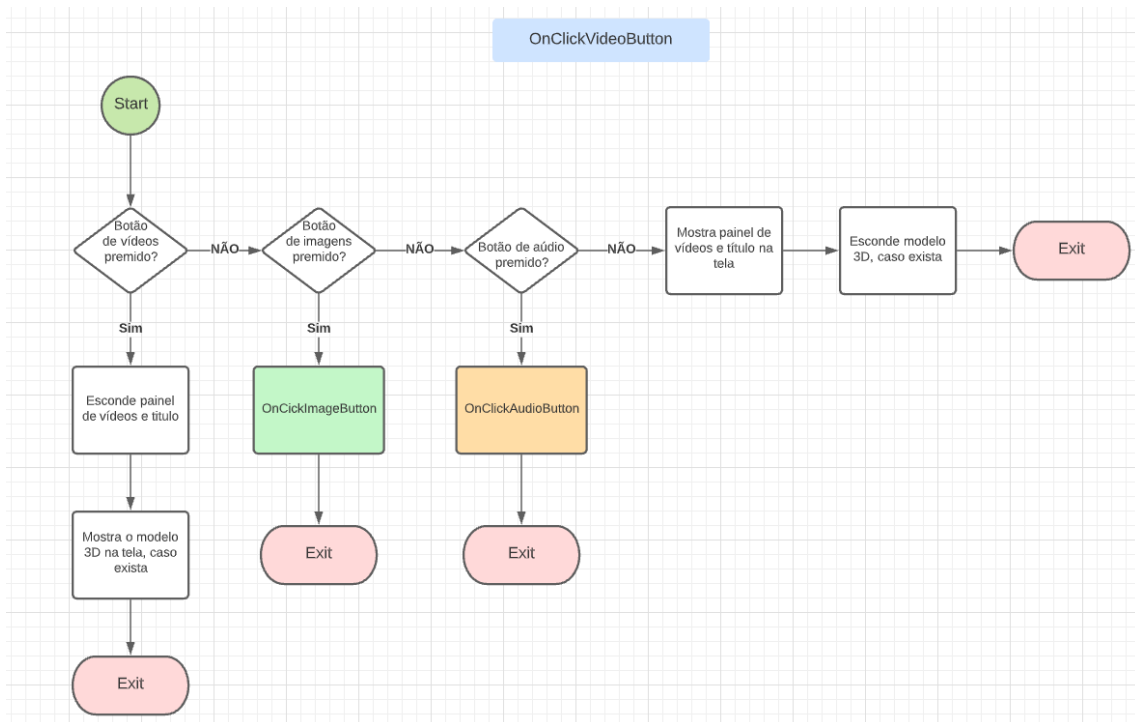 OnClickVideoButton
Start
Botão
de vídeos
premido?
NÃO
Botão
de imagens
premido?
NÃO
Botão de aúdio
premido?
NÃO
Mostra painel de
vídeos e título na
tela
Esconde modelo
3D, caso exista
Exit
Sim
Sim
Sim
Esconde painel
de vídeos e titulo
OnCickImageButton
OnClickAudioButton
Mostra o modelo
3D na tela, caso
exista
Exit
Exit
Exit